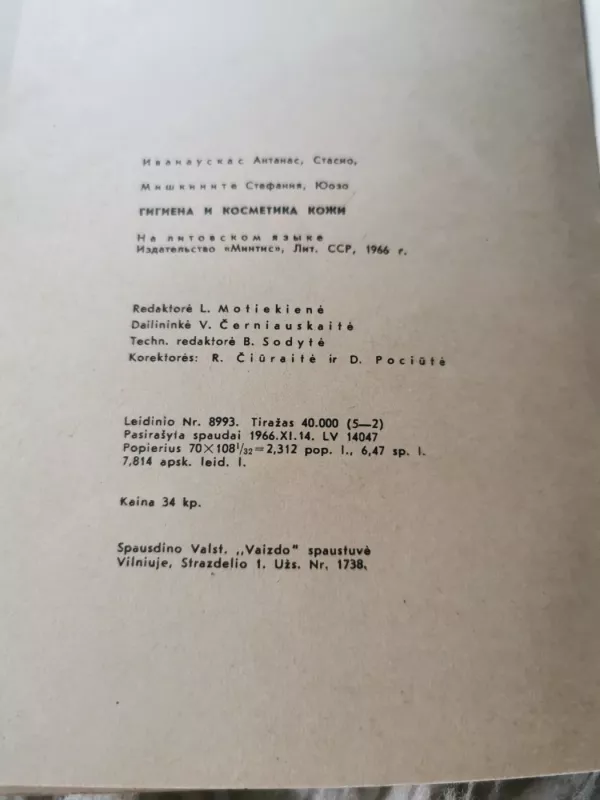 Иванаускас Антанас, Стасио,
Мишкините Стефания, Юозо
ГИГИЕНА И КОСМЕТИКА КОЖИ
На литовском языке
Издательство «Минтис», Лит. ССР, 1966 г.
Redaktorė L. Motiekienė
Dailininkė V. Černiauskaitė
Techn. redaktorė B. Sodytė
Korektorės: R. Čiūraitė ir D. Pociūtė
Leidinio Nr. 8993. Tiražas 40.000 (5—2)
Pasirašyta spaudai 1966.XI.14. LV 14047
Popierius 70×108¹/₃₂=2,312 pop. l., 6,47 sp. l.
7,814 apsk. leid. l.
Kaina 34 kp.
Spausdino Valst. „Vaizdo" spaustuvė
Vilniuje, Strazdelio 1. Užs. Nr. 1738.